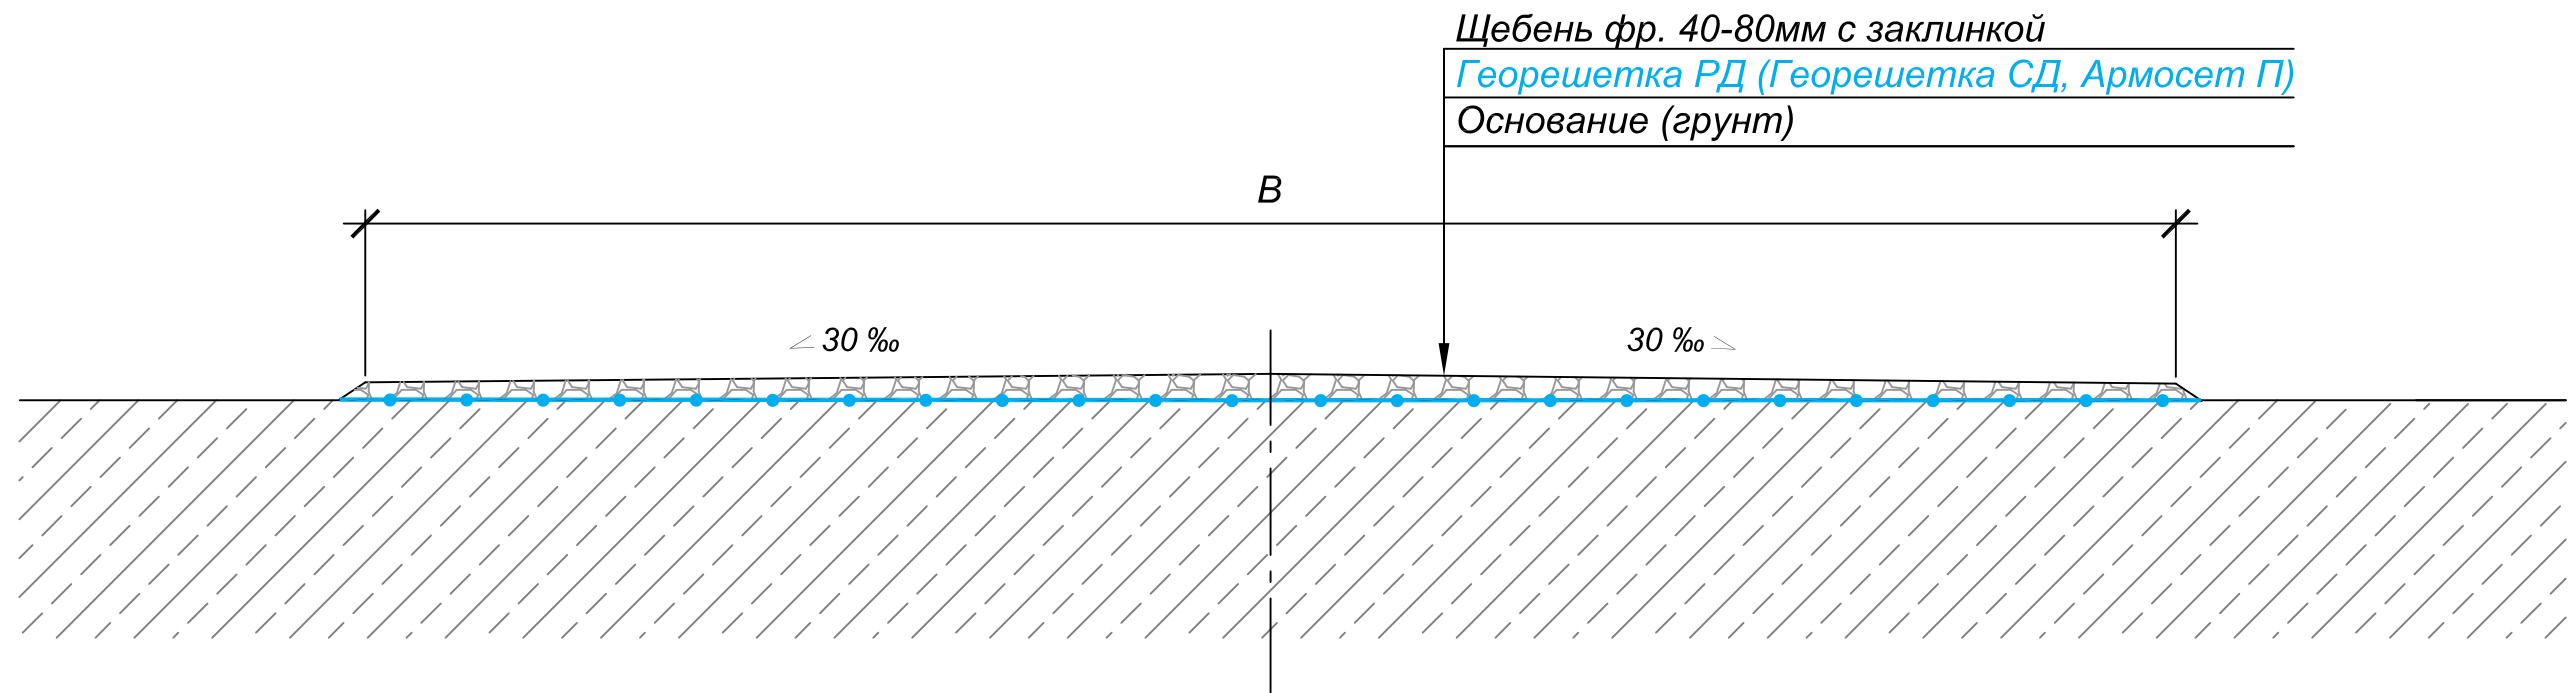 Щебень фр. 40-80мм с заклинкой
Георешетка РД (Георешетка СД, Армосет П)
Основание (грунт)
В
30 ‰
30 ‰